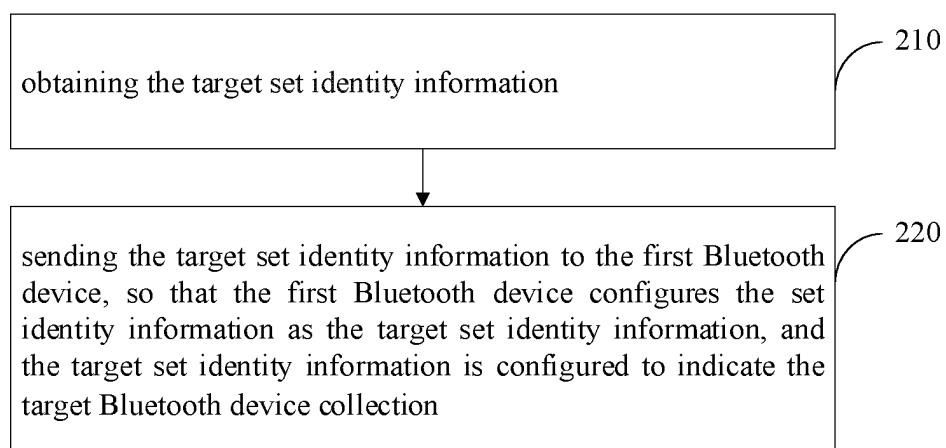 210
obtaining the target set identity information
220
sending the target set identity information to the first Bluetooth
device, so that the first Bluetooth device configures the set
identity information as the target set identity information, and
the target set identity information is configured to indicate the
target Bluetooth device collection